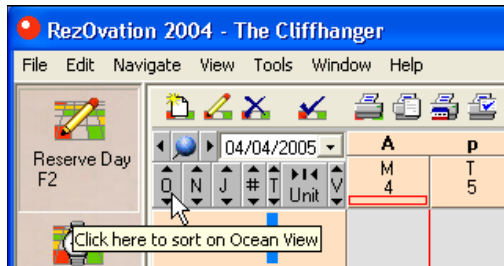 RezOvation 2004 - The Cliffhanger
File Edit Navigate View Tools Window Help
Reserve Day
F2
04/04/2005
A p
M T
4 5
O N J # T Unit V
Click here to sort on Ocean View